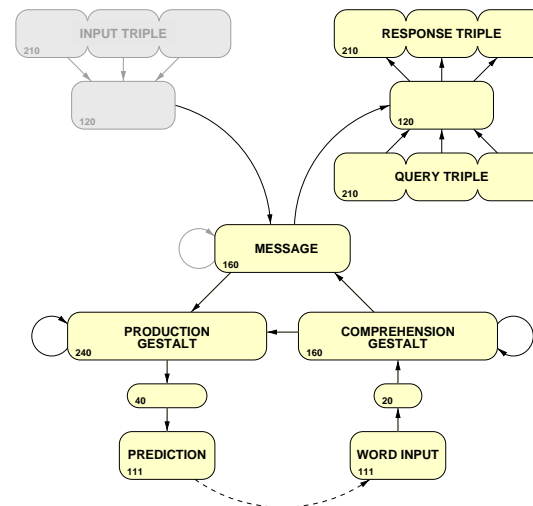 INPUT TRIPLE
210
120
RESPONSE TRIPLE
210
120
QUERY TRIPLE
210
MESSAGE
160
PRODUCTION
GESTALT
240
COMPREHENSION
GESTALT
160
40
20
PREDICTION
111
WORD INPUT
111